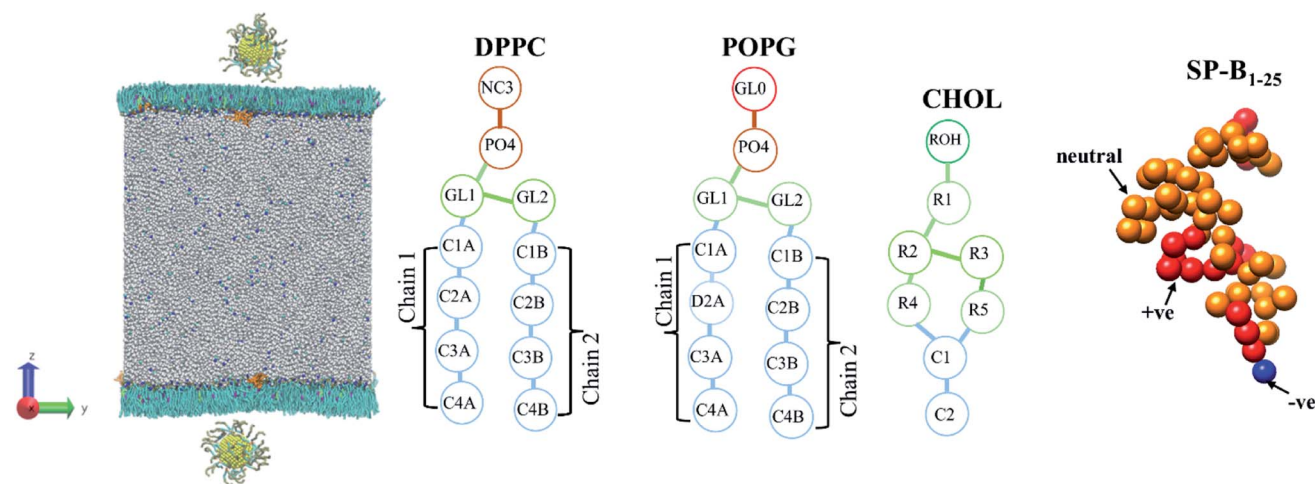 DPPC
NC3
PO4
GL1
GL2
C1A
C1B
C2A
C2B
C3A
C3B
C4A
C4B
Chain 1
Chain 2
POPG
GL0
PO4
GL1
GL2
C1A
C1B
D2A
C2B
C3A
C3B
C4A
C4B
Chain 1
Chain 2
CHOL
ROH
R1
R2
R3
R4
R5
C1
C2
SP-B1-25
neutral
+ve
-ve
z
x
y